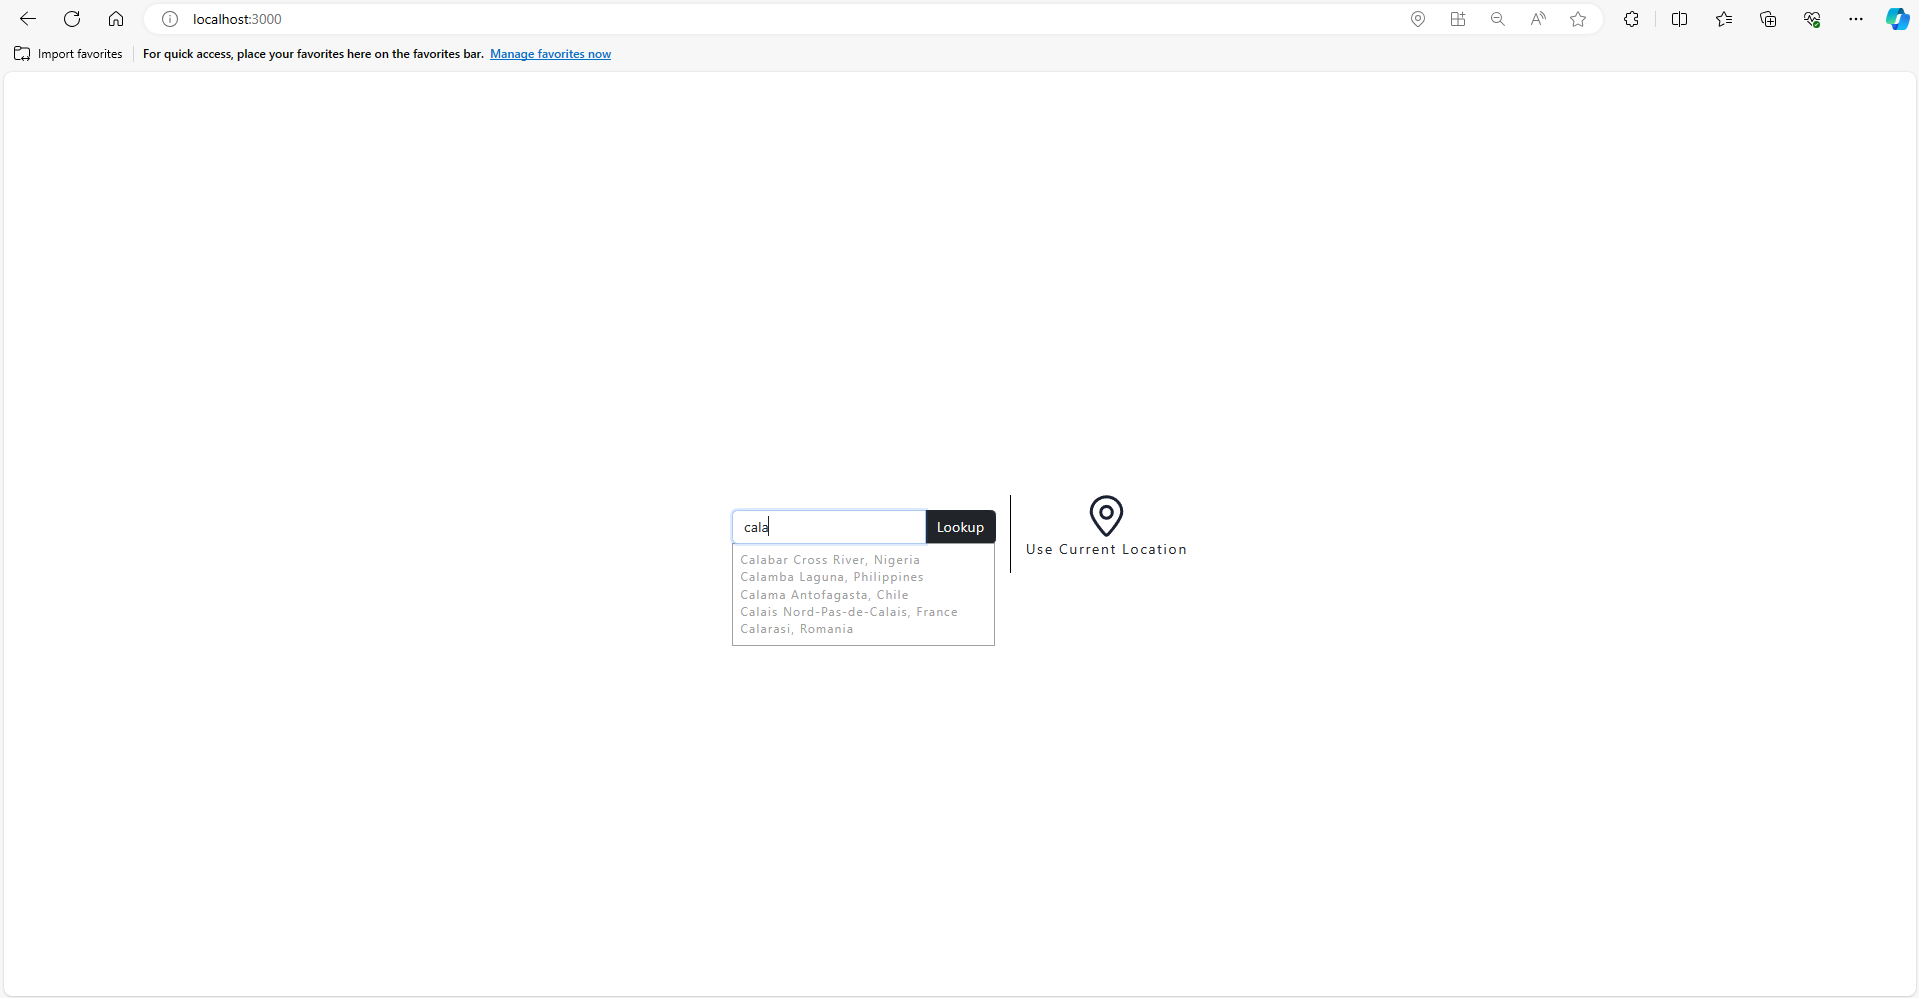 localhost:3000
Import favorites
For quick access, place your favorites here on the favorites bar. Manage favorites now
cala
Lookup
Calabar Cross River, Nigeria
Calamba Laguna, Philippines
Calama Antofagasta, Chile
Calais Nord-Pas-de-Calais, France
Calarasi, Romania
Use Current Location